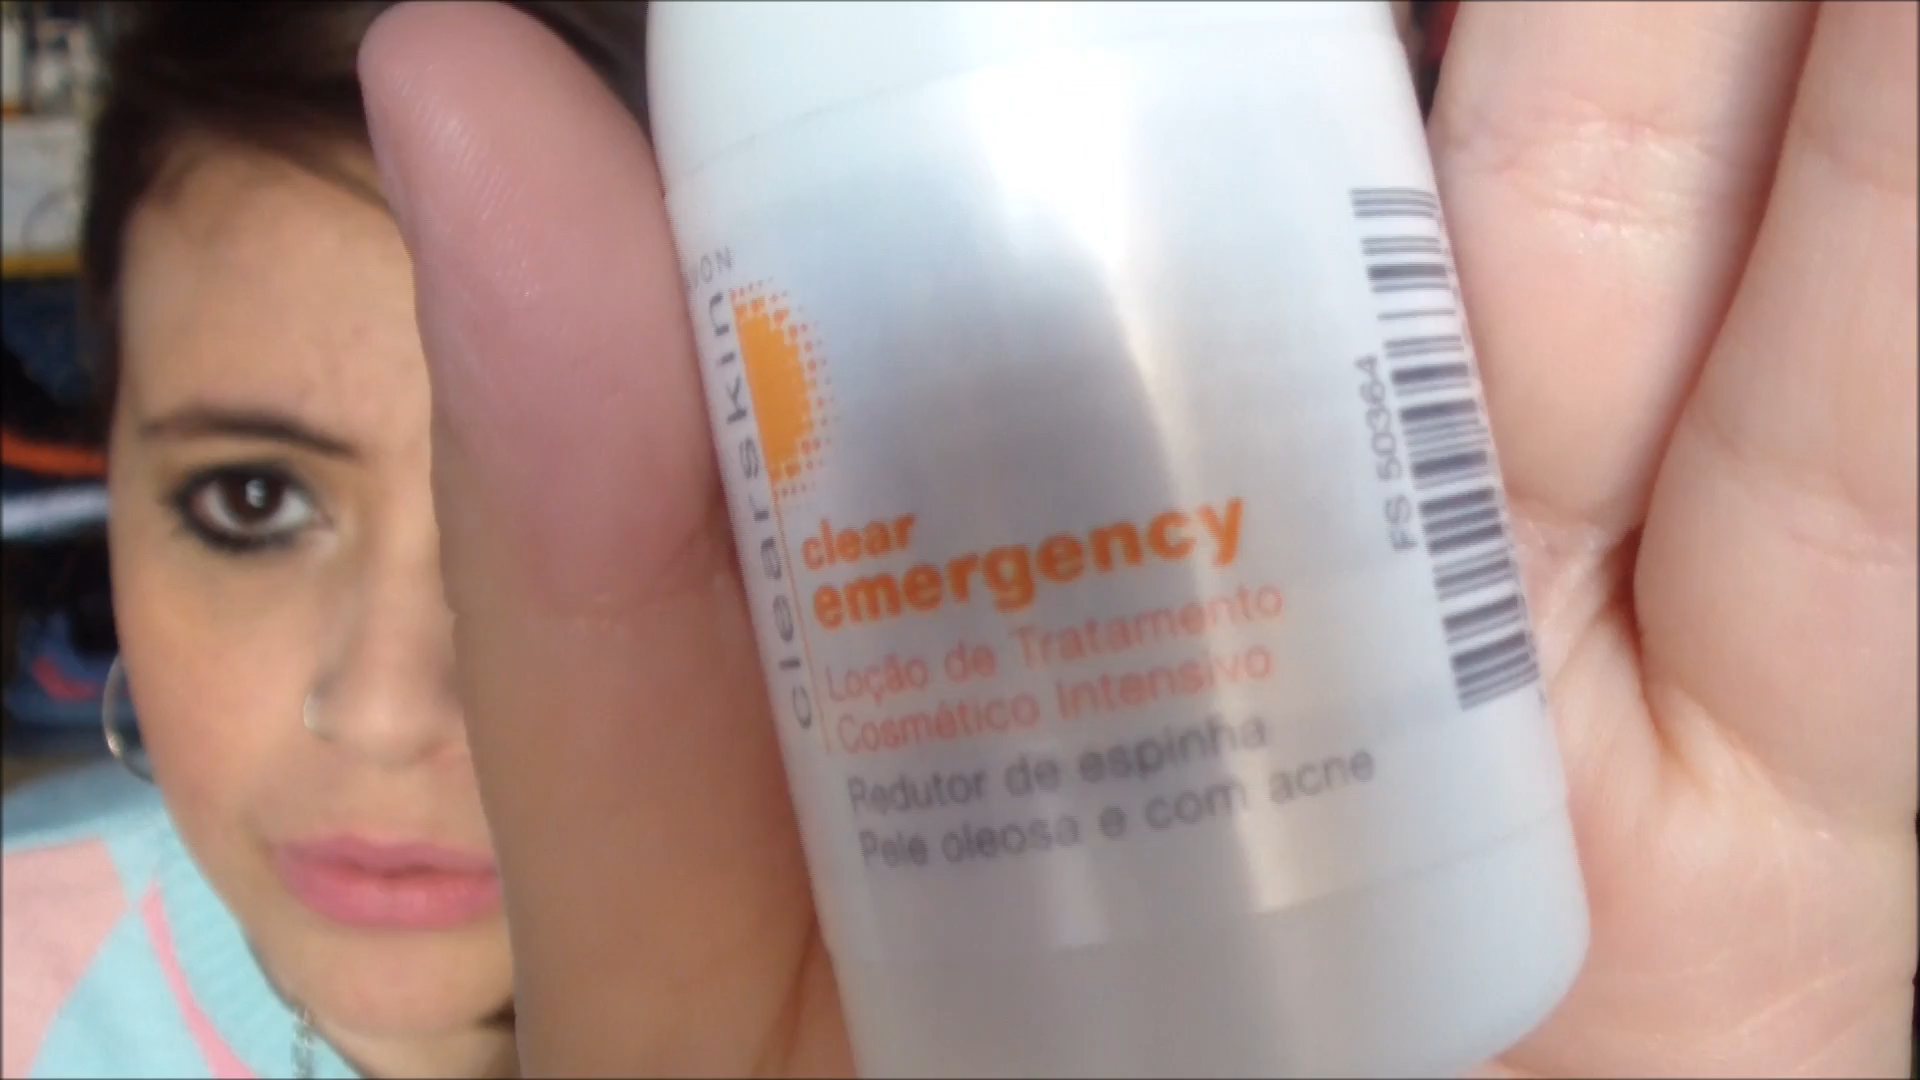 AVON
clearskin
clear
emergency
Loção de Tratamento
Cosmético Intensivo
Redutor de espinha
Pele oleosa e com acne
FS 50364